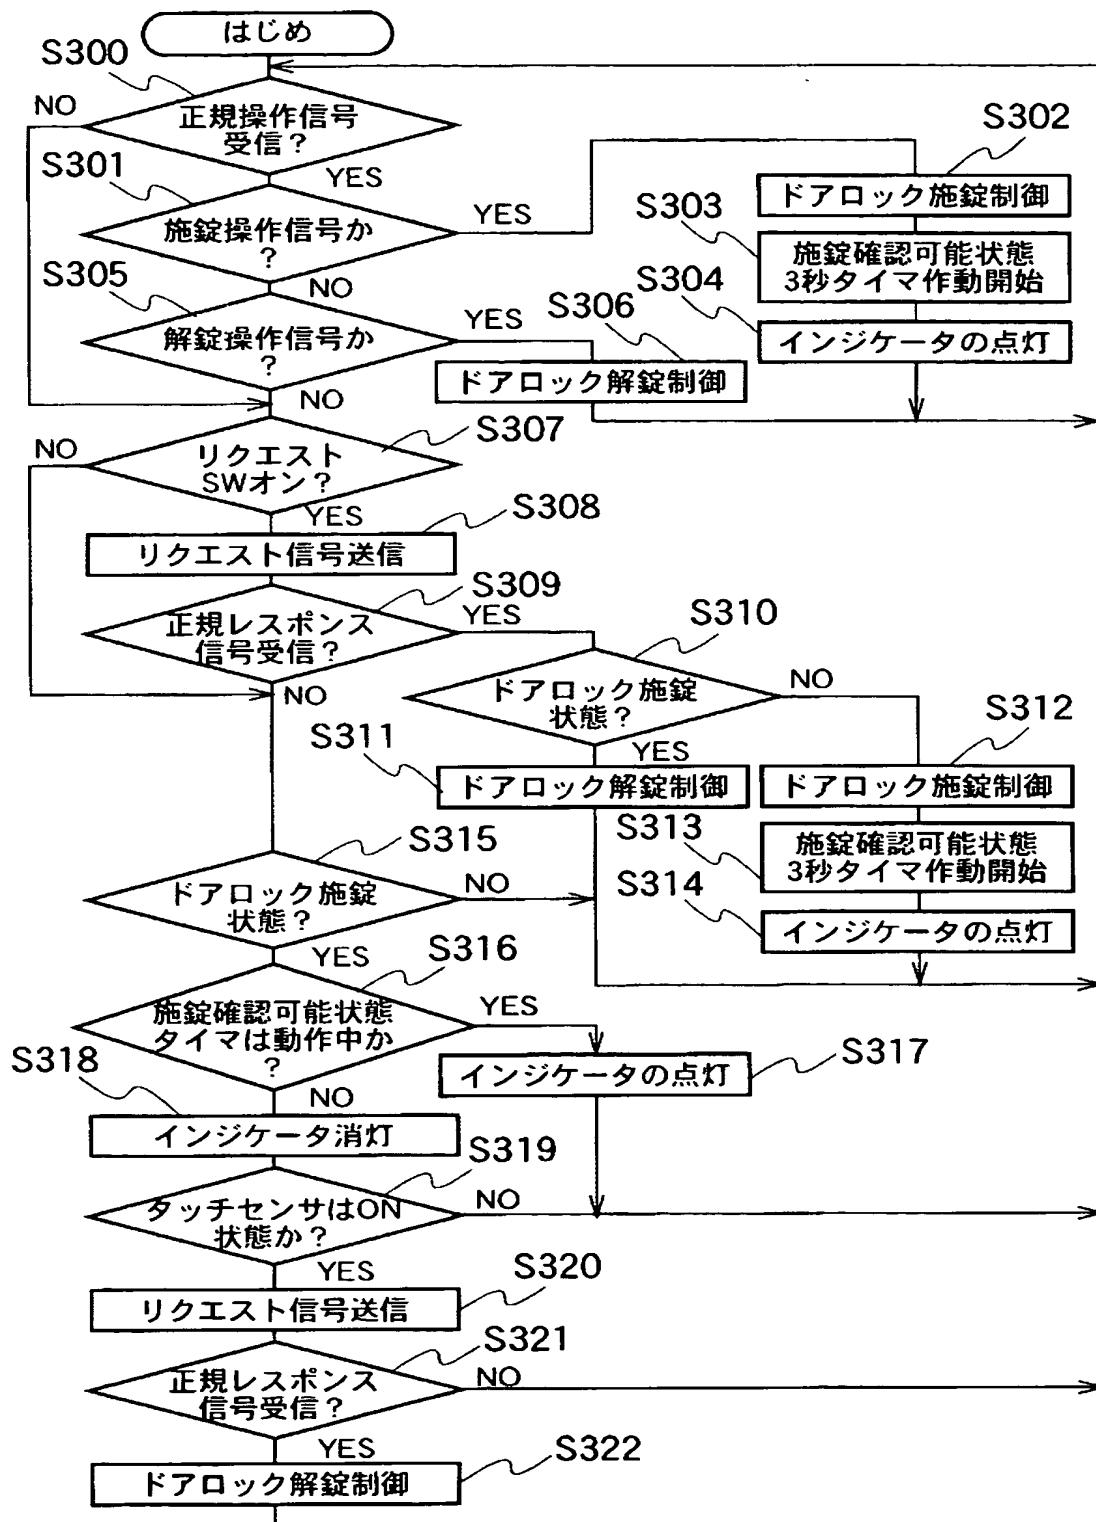 はじめ
S300
NO
正規操作信号
受信?
S301
YES
施錠操作信号か
?
YES
S302
ドアロック施錠制御
S303
施錠確認可能状態
3秒タイマ作動開始
S304
インジケータの点灯
S305
NO
解錠操作信号か
?
YES
S306
ドアロック解錠制御
NO
S307
NO
リクエスト
SWオン?
YES
S308
リクエスト信号送信
S309
正規レスポンス
信号受信?
YES
NO
S310
ドアロック施錠
状態?
NO
S311
YES
ドアロック解錠制御
S312
ドアロック施錠制御
S313
施錠確認可能状態
3秒タイマ作動開始
S314
インジケータの点灯
S315
ドアロック施錠
状態?
NO
YES
S316
施錠確認可能状態
タイマは動作中か
?
YES
S317
インジケータの点灯
S318
NO
インジケータ消灯
S319
タッチセンサはON
状態か?
NO
YES
S320
リクエスト信号送信
S321
正規レスポンス
信号受信?
NO
YES
S322
ドアロック解錠制御